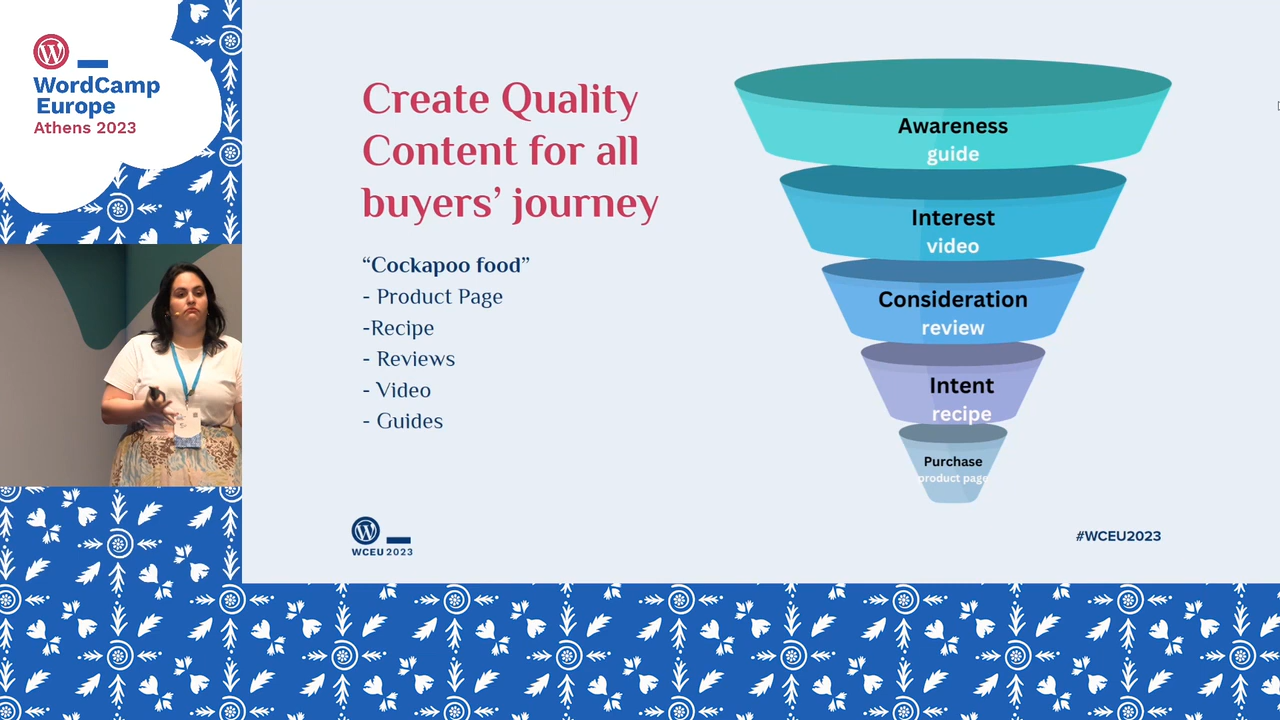 WordCamp
Europe
Athens 2023
Create Quality
Content for all
buyers’ journey
“Cockapoo food”
- Product Page
-Recipe
- Reviews
- Video
- Guides
Awareness
guide
Interest
video
Consideration
review
Intent
recipe
Purchase
product page
WCEU 2023
#WCEU2023